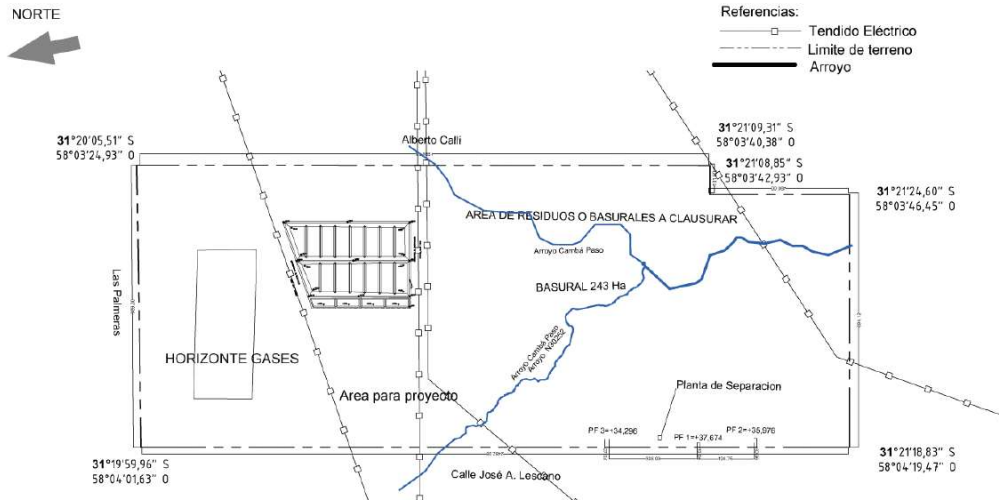 NORTE
Referencias:
Tendido Eléctrico
Limite de terreno
Arroyo
31°20'05,51" S
58°03'24,93" O
Alberto Calli
31°21'09,31" S
58°03'40,38" O
31°21'08,85" S
58°03'42,93" O
31°21'24,60" S
58°03'46,45" O
AREA DE RESIDUOS O BASURALES A CLAUSURAR
Arroyo Cambá Paso
BASURAL 243 Ha
Las Palmeras
HORIZONTE GASES
Arroyo Cambá Paso
Arroyo N30252
Area para proyecto
Planta de Separacion
PF 3=+34,296
PF 1=+37,674
PF 2=+35,976
31°19'59,96" S
58°04'01,63" O
Calle José A. Lescano
31°21'18,83" S
58°04'19,47" O